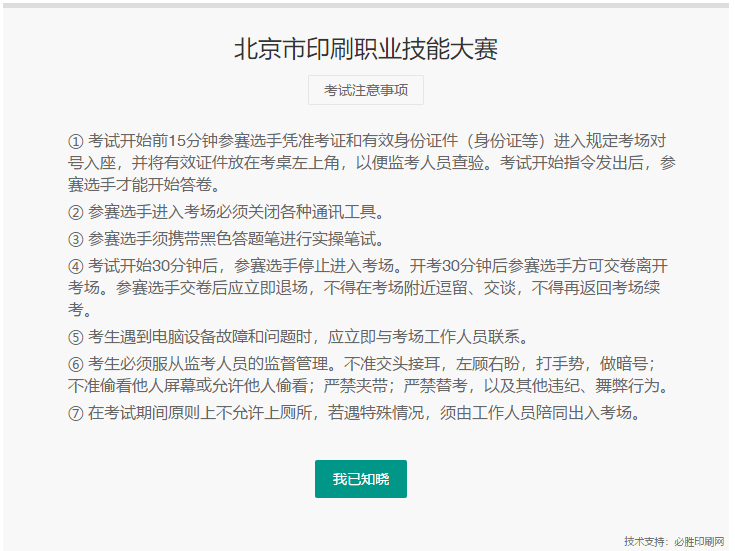 北京市印刷职业技能大赛
考试注意事项
① 考试开始前15分钟参赛选手凭准考证和有效身份证件（身份证等）进入规定考场对
号入座，并将有效证件放在考桌左上角，以便监考人员查验。考试开始指令发出后，参
赛选手才能开始答卷。
② 参赛选手进入考场必须关闭各种通讯工具。
③ 参赛选手须携带黑色答题笔进行实操笔试。
④ 考试开始30分钟后，参赛选手停止进入考场。开考30分钟后参赛选手方可交卷离开
考场。参赛选手交卷后应立即退场，不得在考场附近逗留、交谈，不得再返回考场续
考。
⑤ 考生遇到电脑设备故障和问题时，应立即与考场工作人员联系。
⑥ 考生必须服从监考人员的监督管理。不准交头接耳，左顾右盼，打手势，做暗号；
不准偷看他人屏幕或允许他人偷看；严禁夹带；严禁替考，以及其他违纪、舞弊行为。
⑦ 在考试期间原则上不允许上厕所，若遇特殊情况，须由工作人员陪同出入考场。
我已知晓
技术支持：必胜印刷网